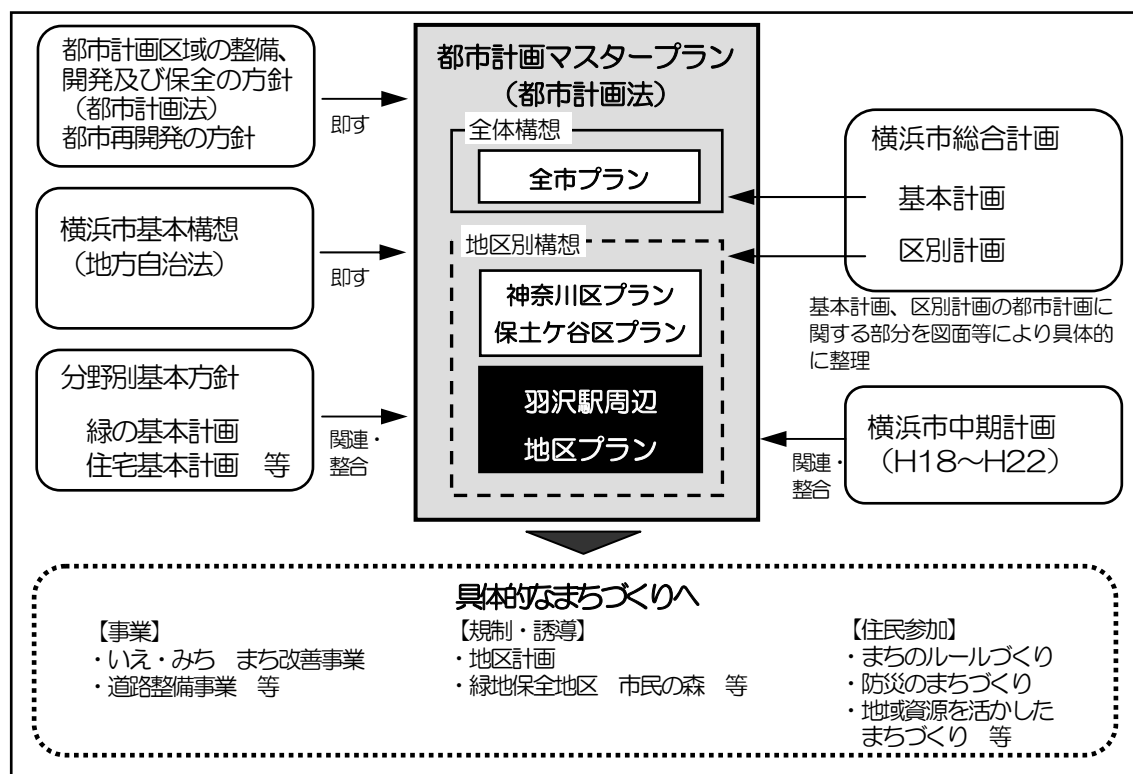 都市計画区域の整備、
開発及び保全の方針
（都市計画法）
都市再開発の方針
即す
横浜市基本構想
（地方自治法）
即す
分野別基本方針
緑の基本計画
住宅基本計画　等
関連・
整合
都市計画マスタープラン
（都市計画法）
全体構想
全市プラン
地区別構想
神奈川区プラン
保土ケ谷区プラン
羽沢駅周辺
地区プラン
横浜市総合計画
基本計画
区別計画
基本計画、区別計画の都市計画に
関する部分を図面等により具体的
に整理
横浜市中期計画
（H18～H22）
関連・
整合
具体的なまちづくりへ
【事業】
・いえ・みち　まち改善事業
・道路整備事業　等
【規制・誘導】
・地区計画
・緑地保全地区　市民の森　等
【住民参加】
・まちのルールづくり
・防災のまちづくり
・地域資源を活かした
まちづくり　等